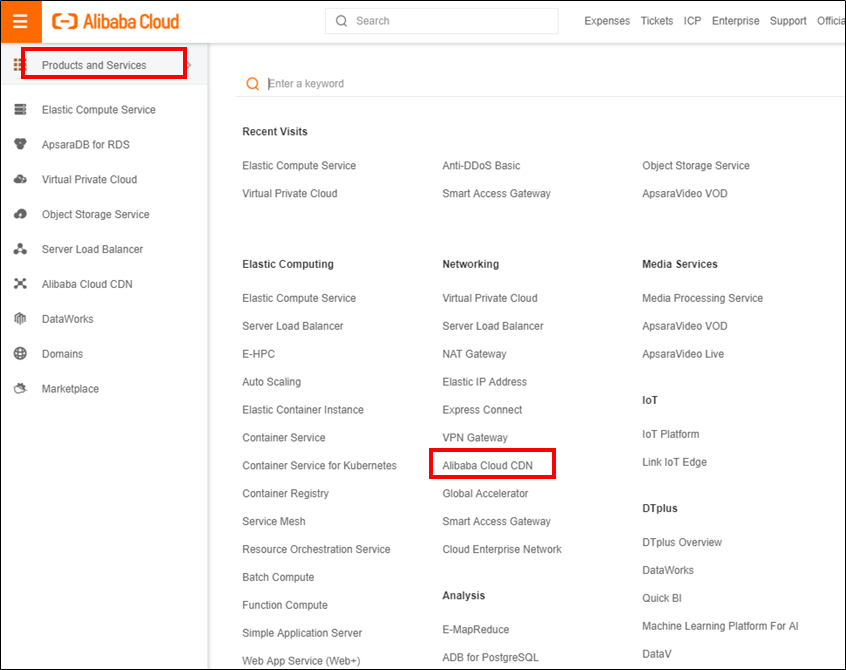 Alibaba Cloud
Search
Expenses Tickets ICP Enterprise Support Officia
Products and Services
Elastic Compute Service
ApsaraDB for RDS
Virtual Private Cloud
Object Storage Service
Server Load Balancer
Alibaba Cloud CDN
DataWorks
Domains
Marketplace
Enter a keyword
Recent Visits
Elastic Compute Service
Virtual Private Cloud
Anti-DDoS Basic
Smart Access Gateway
Object Storage Service
ApsaraVideo VOD
Elastic Computing
Elastic Compute Service
Server Load Balancer
E-HPC
Auto Scaling
Elastic Container Instance
Container Service
Container Service for Kubernetes
Container Registry
Service Mesh
Resource Orchestration Service
Batch Compute
Function Compute
Simple Application Server
Web App Service (Web+)
Networking
Virtual Private Cloud
Server Load Balancer
NAT Gateway
Elastic IP Address
Express Connect
VPN Gateway
Alibaba Cloud CDN
Global Accelerator
Smart Access Gateway
Cloud Enterprise Network
Analysis
E-MapReduce
ADB for PostgreSQL
Media Services
Media Processing Service
ApsaraVideo VOD
ApsaraVideo Live
IoT
IoT Platform
Link IoT Edge
DTplus
DTplus Overview
DataWorks
Quick BI
Machine Learning Platform For AI
DataV